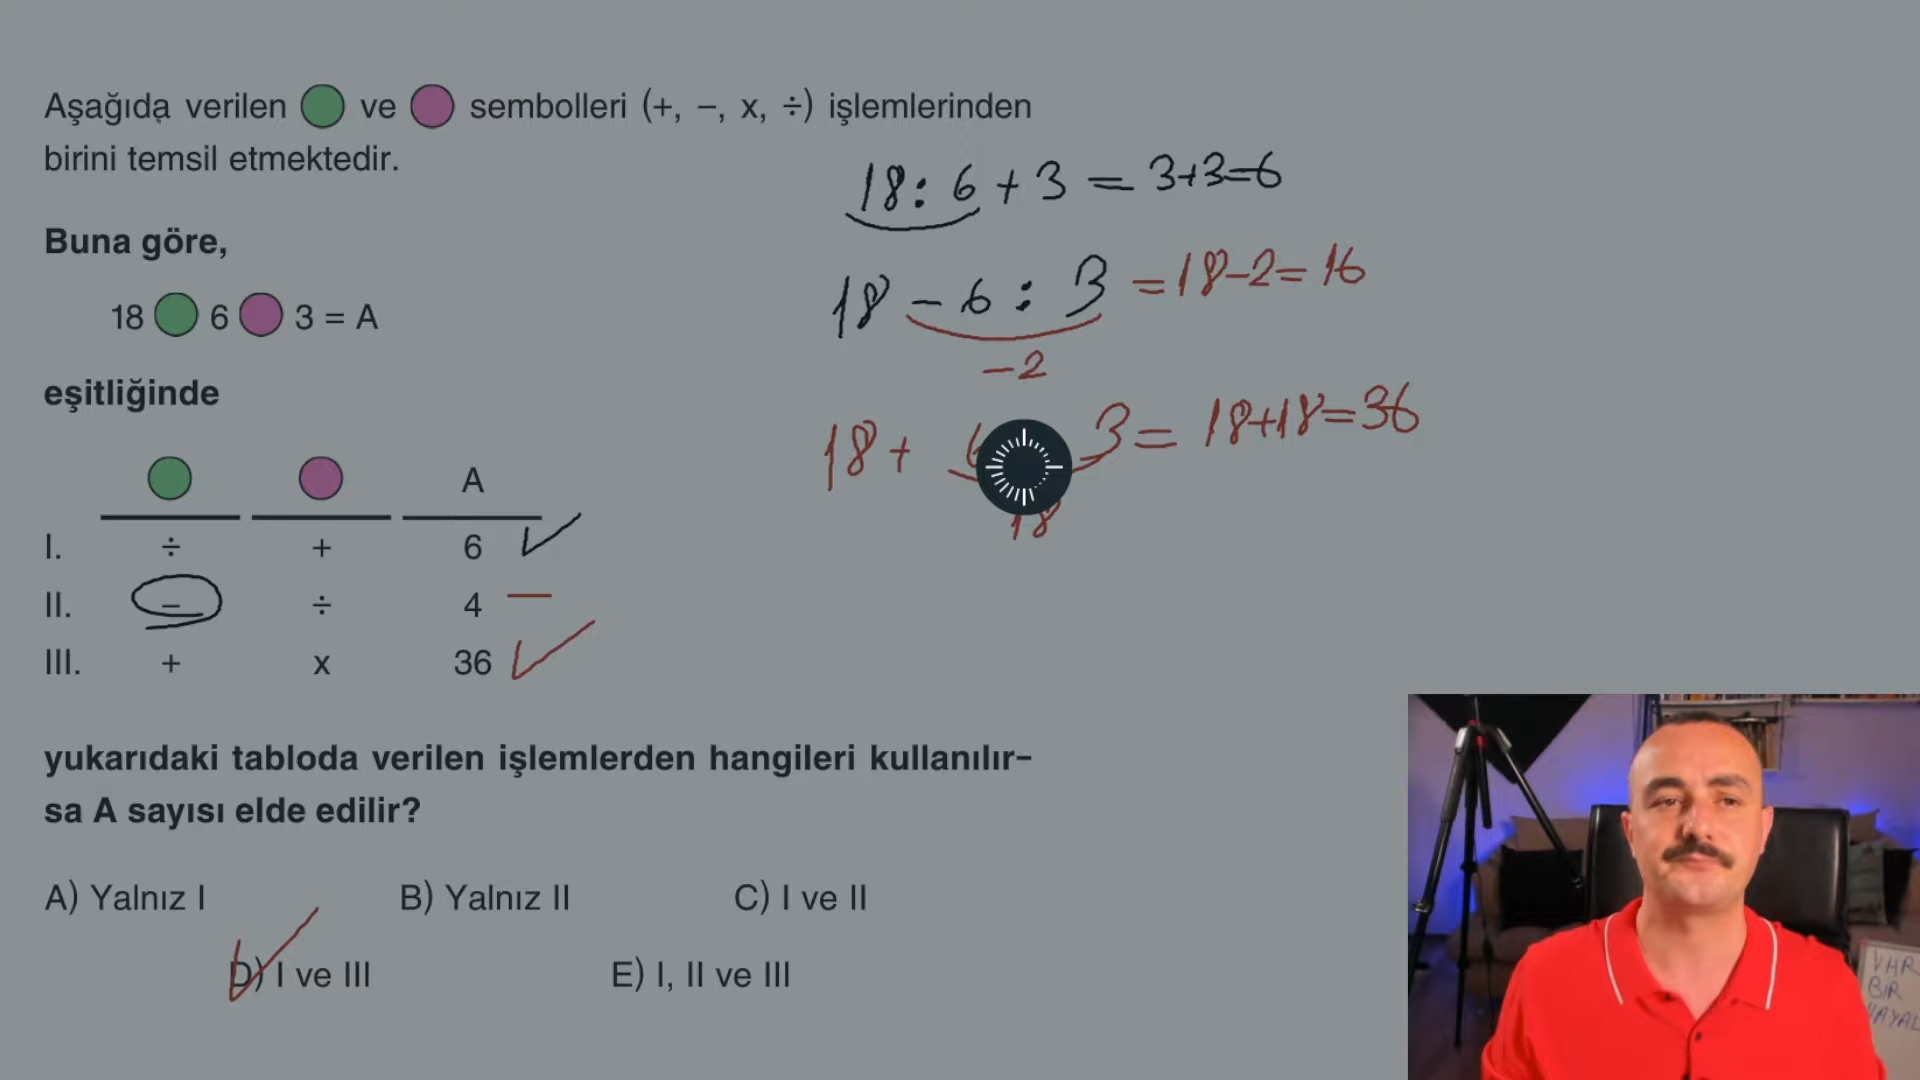 Aşağıda verilen ve sembolleri (+, −, x, ÷) işlemlerinden
birini temsil etmektedir.
Buna göre,
18 6 3 = A
eşitliğinde
A
I. ÷ + 6
II. − ÷ 4
III. + x 36
yukarıdaki tabloda verilen işlemlerden hangileri kullanılır-
sa A sayısı elde edilir?
A) Yalnız I B) Yalnız II C) I ve II
D) I ve III E) I, II ve III
18 : 6 + 3 = 3+3=6
18 − 6 : 3 = 18−2= 16
−2
18 + 6 3 = 18+18=36
18
VAR
BİR